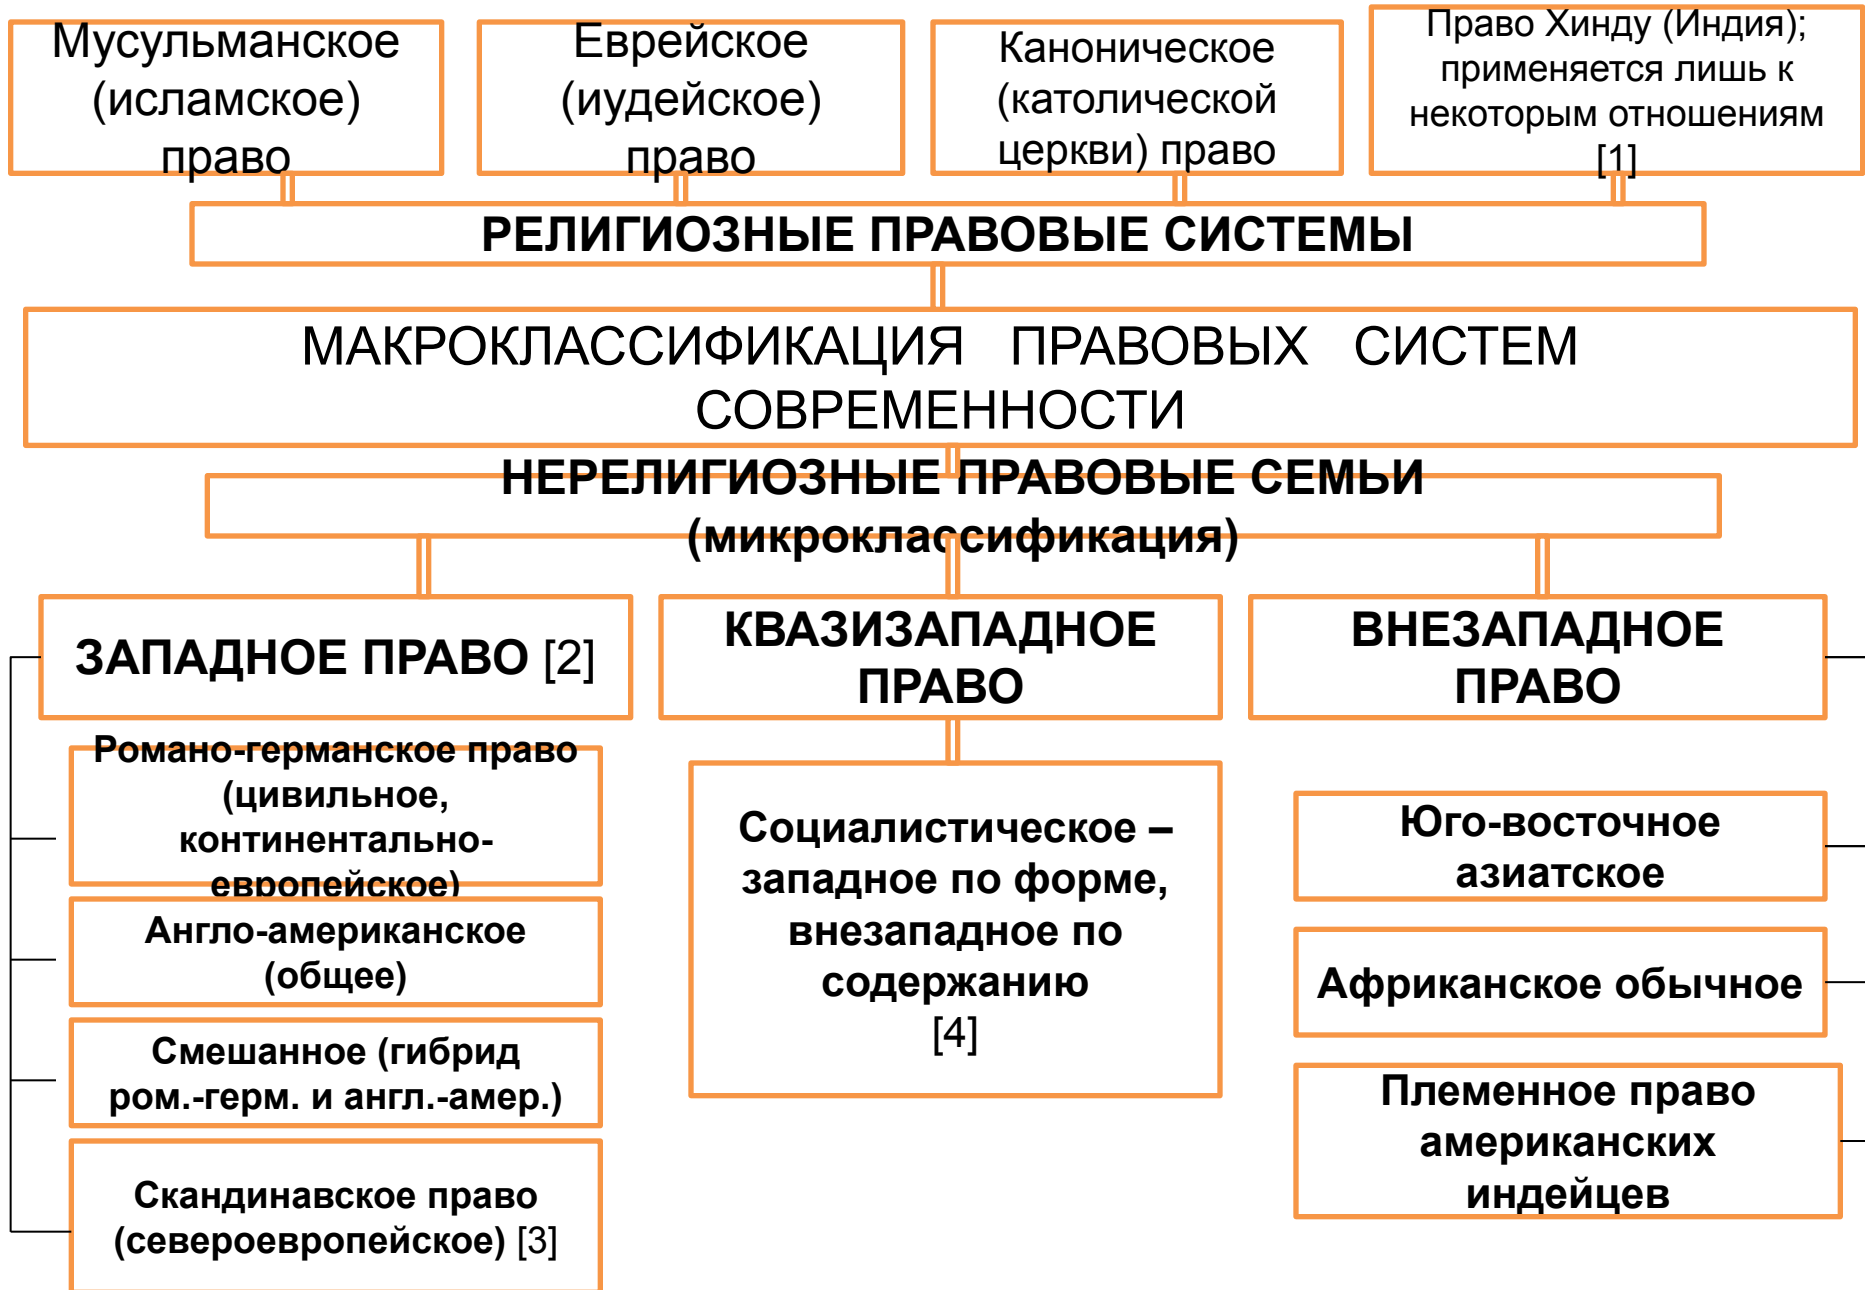 Мусульманское
(исламское)
право
Еврейское
(иудейское)
право
Каноническое
(католической
церкви) право
Право Хинду (Индия);
применяется лишь к
некоторым отношениям
[1]
РЕЛИГИОЗНЫЕ ПРАВОВЫЕ СИСТЕМЫ
МАКРОКЛАССИФИКАЦИЯ ПРАВОВЫХ СИСТЕМ
СОВРЕМЕННОСТИ
НЕРЕЛИГИОЗНЫЕ ПРАВОВЫЕ СЕМЬИ
(микроклассификация)
ЗАПАДНОЕ ПРАВО [2]
Романо-германское право
(цивильное,
континентально-
европейское)
Англо-американское
(общее)
Смешанное (гибрид
ром.-герм. и англ.-амер.)
Скандинавское право
(североевропейское) [3]
КВАЗИЗАПАДНОЕ
ПРАВО
Социалистическое –
западное по форме,
внезападное по
содержанию
[4]
ВНЕЗАПАДНОЕ
ПРАВО
Юго-восточное
азиатское
Африканское обычное
Племенное право
американских
индейцев